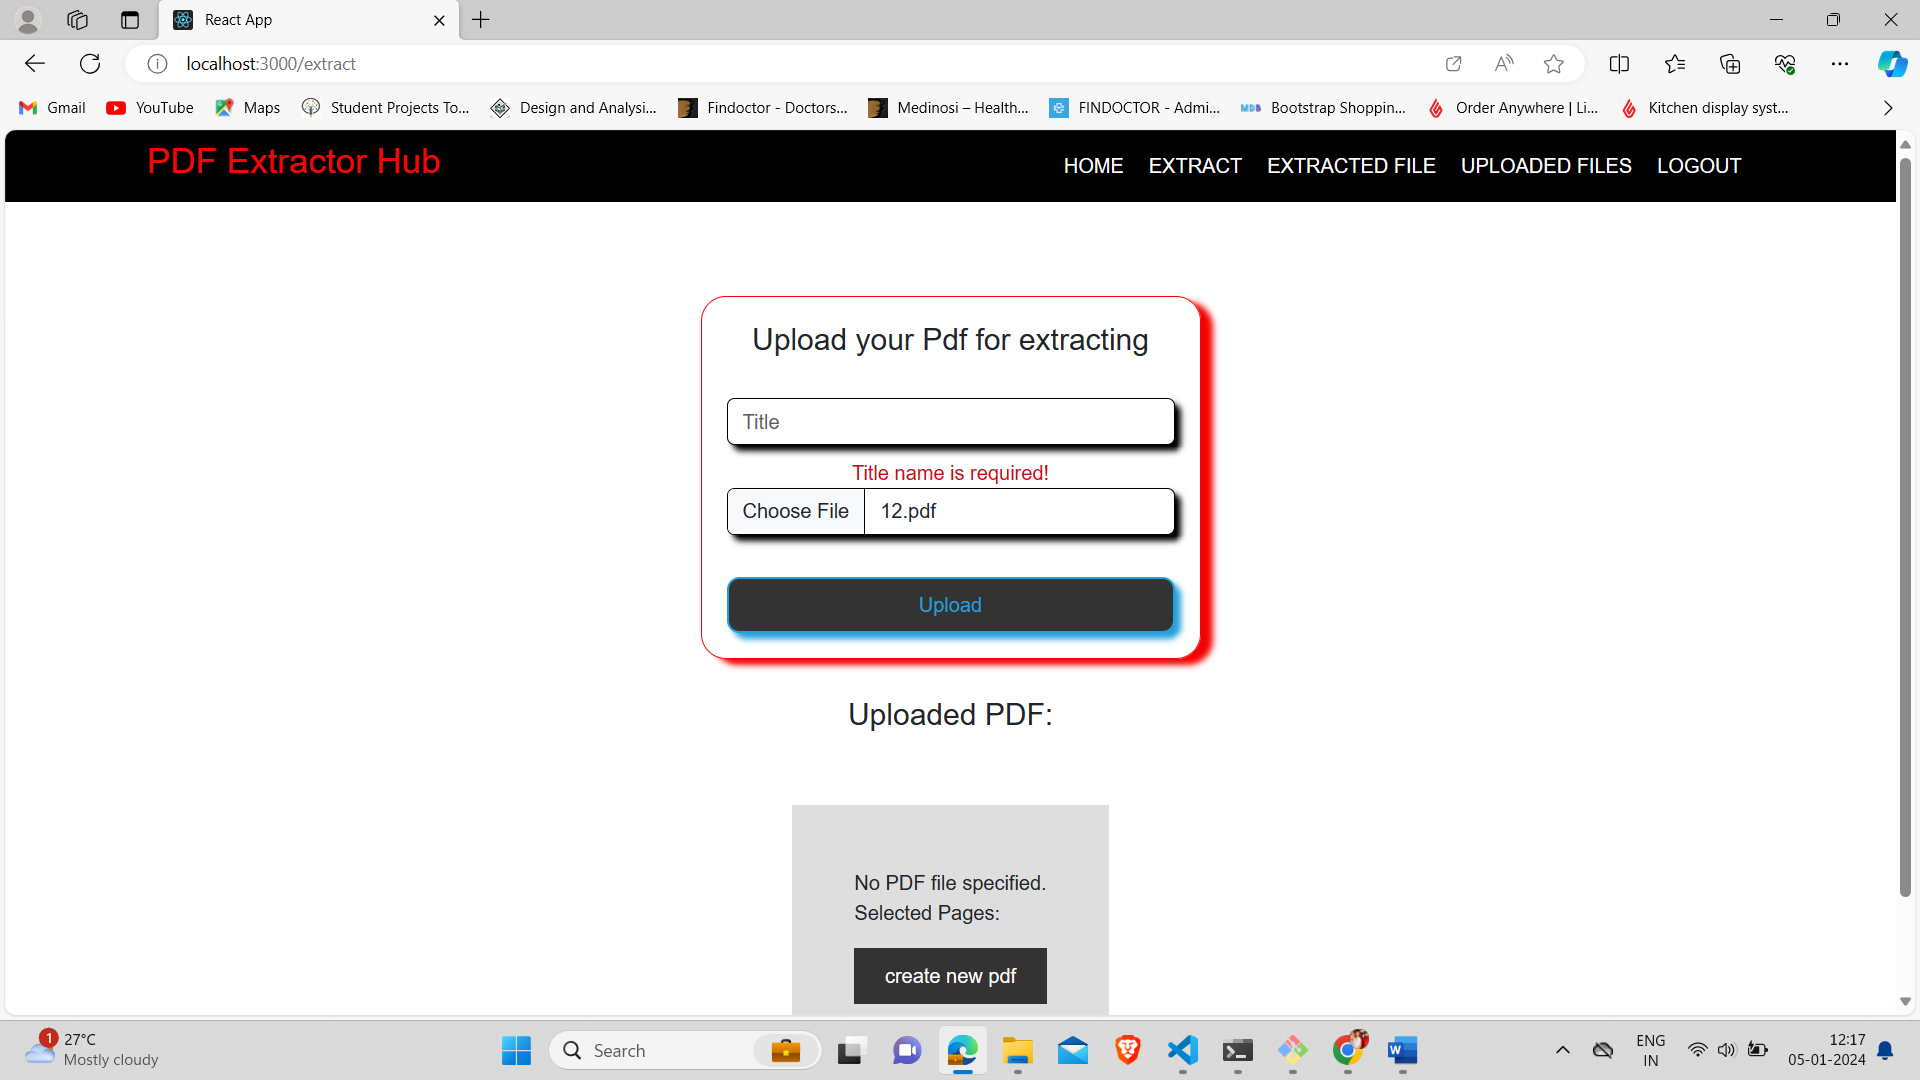 React App
localhost:3000/extract
Gmail YouTube Maps Student Projects To... Design and Analysi... Findoctor - Doctors... Medinosi – Health... FINDOCTOR - Admi... MDB Bootstrap Shoppin... Order Anywhere | Li... Kitchen display syst...
PDF Extractor Hub HOME EXTRACT EXTRACTED FILE UPLOADED FILES LOGOUT
Upload your Pdf for extracting
Title
Title name is required!
Choose File 12.pdf
Upload
Uploaded PDF:
No PDF file specified.
Selected Pages:
create new pdf
1 27°C
Mostly cloudy
Search
ENG
IN
12:17
05-01-2024